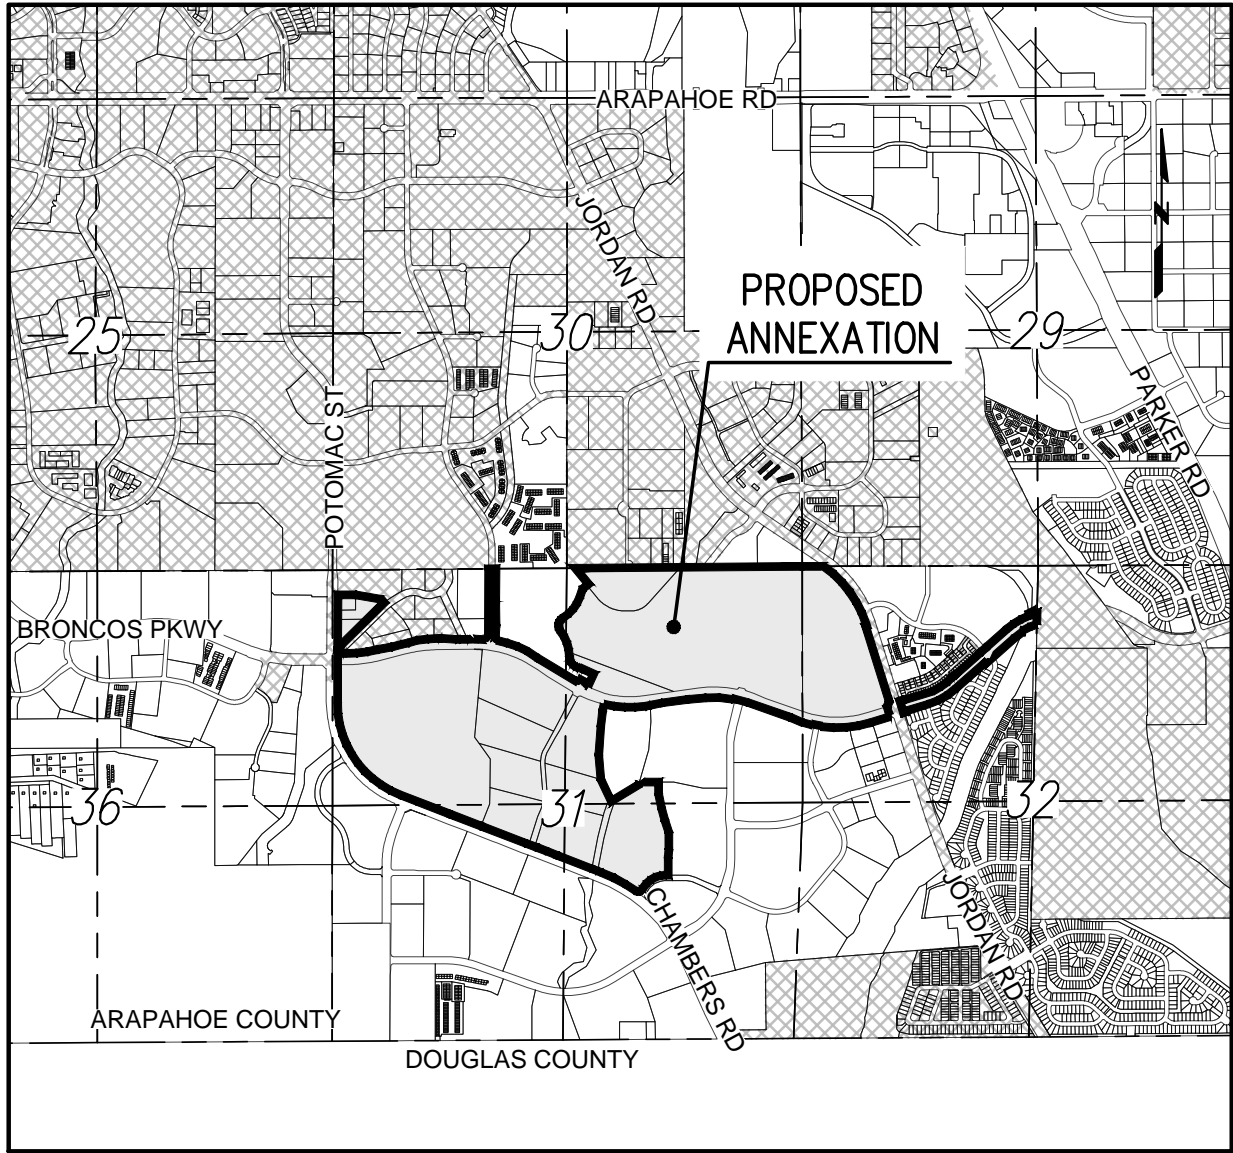 ARAPAHOE RD
JORDAN RD
N
PROPOSED
ANNEXATION
25
30
29
POTOMAC ST
PARKER RD
BRONCOS PKWY
36
31
32
CHAMBERS RD
JORDAN RD
ARAPAHOE COUNTY
DOUGLAS COUNTY